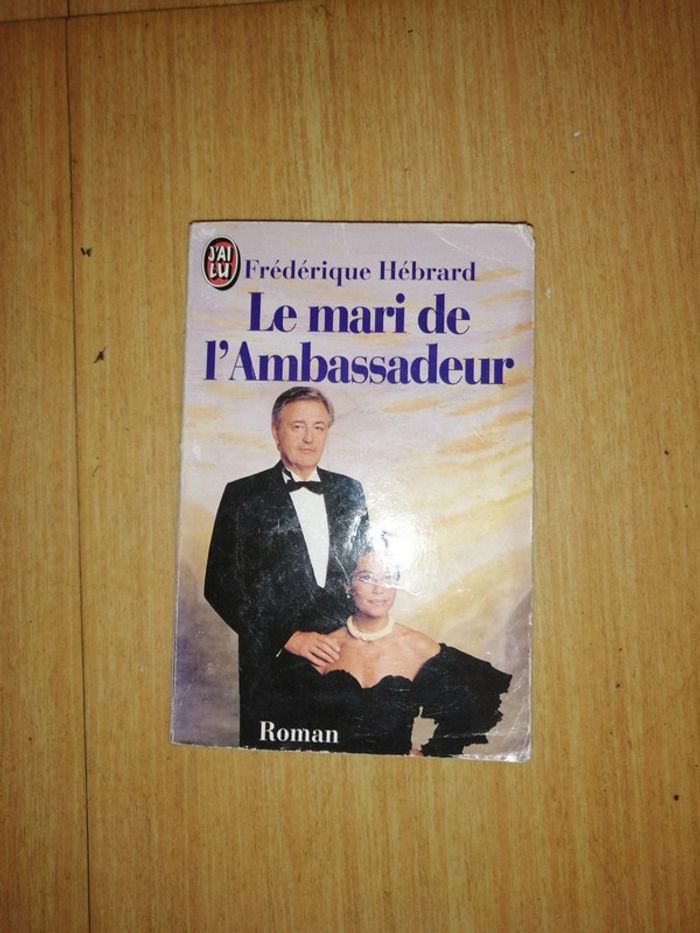 J'AI
LU
Frédérique Hébrard
Le mari de
l'Ambassadeur
Roman